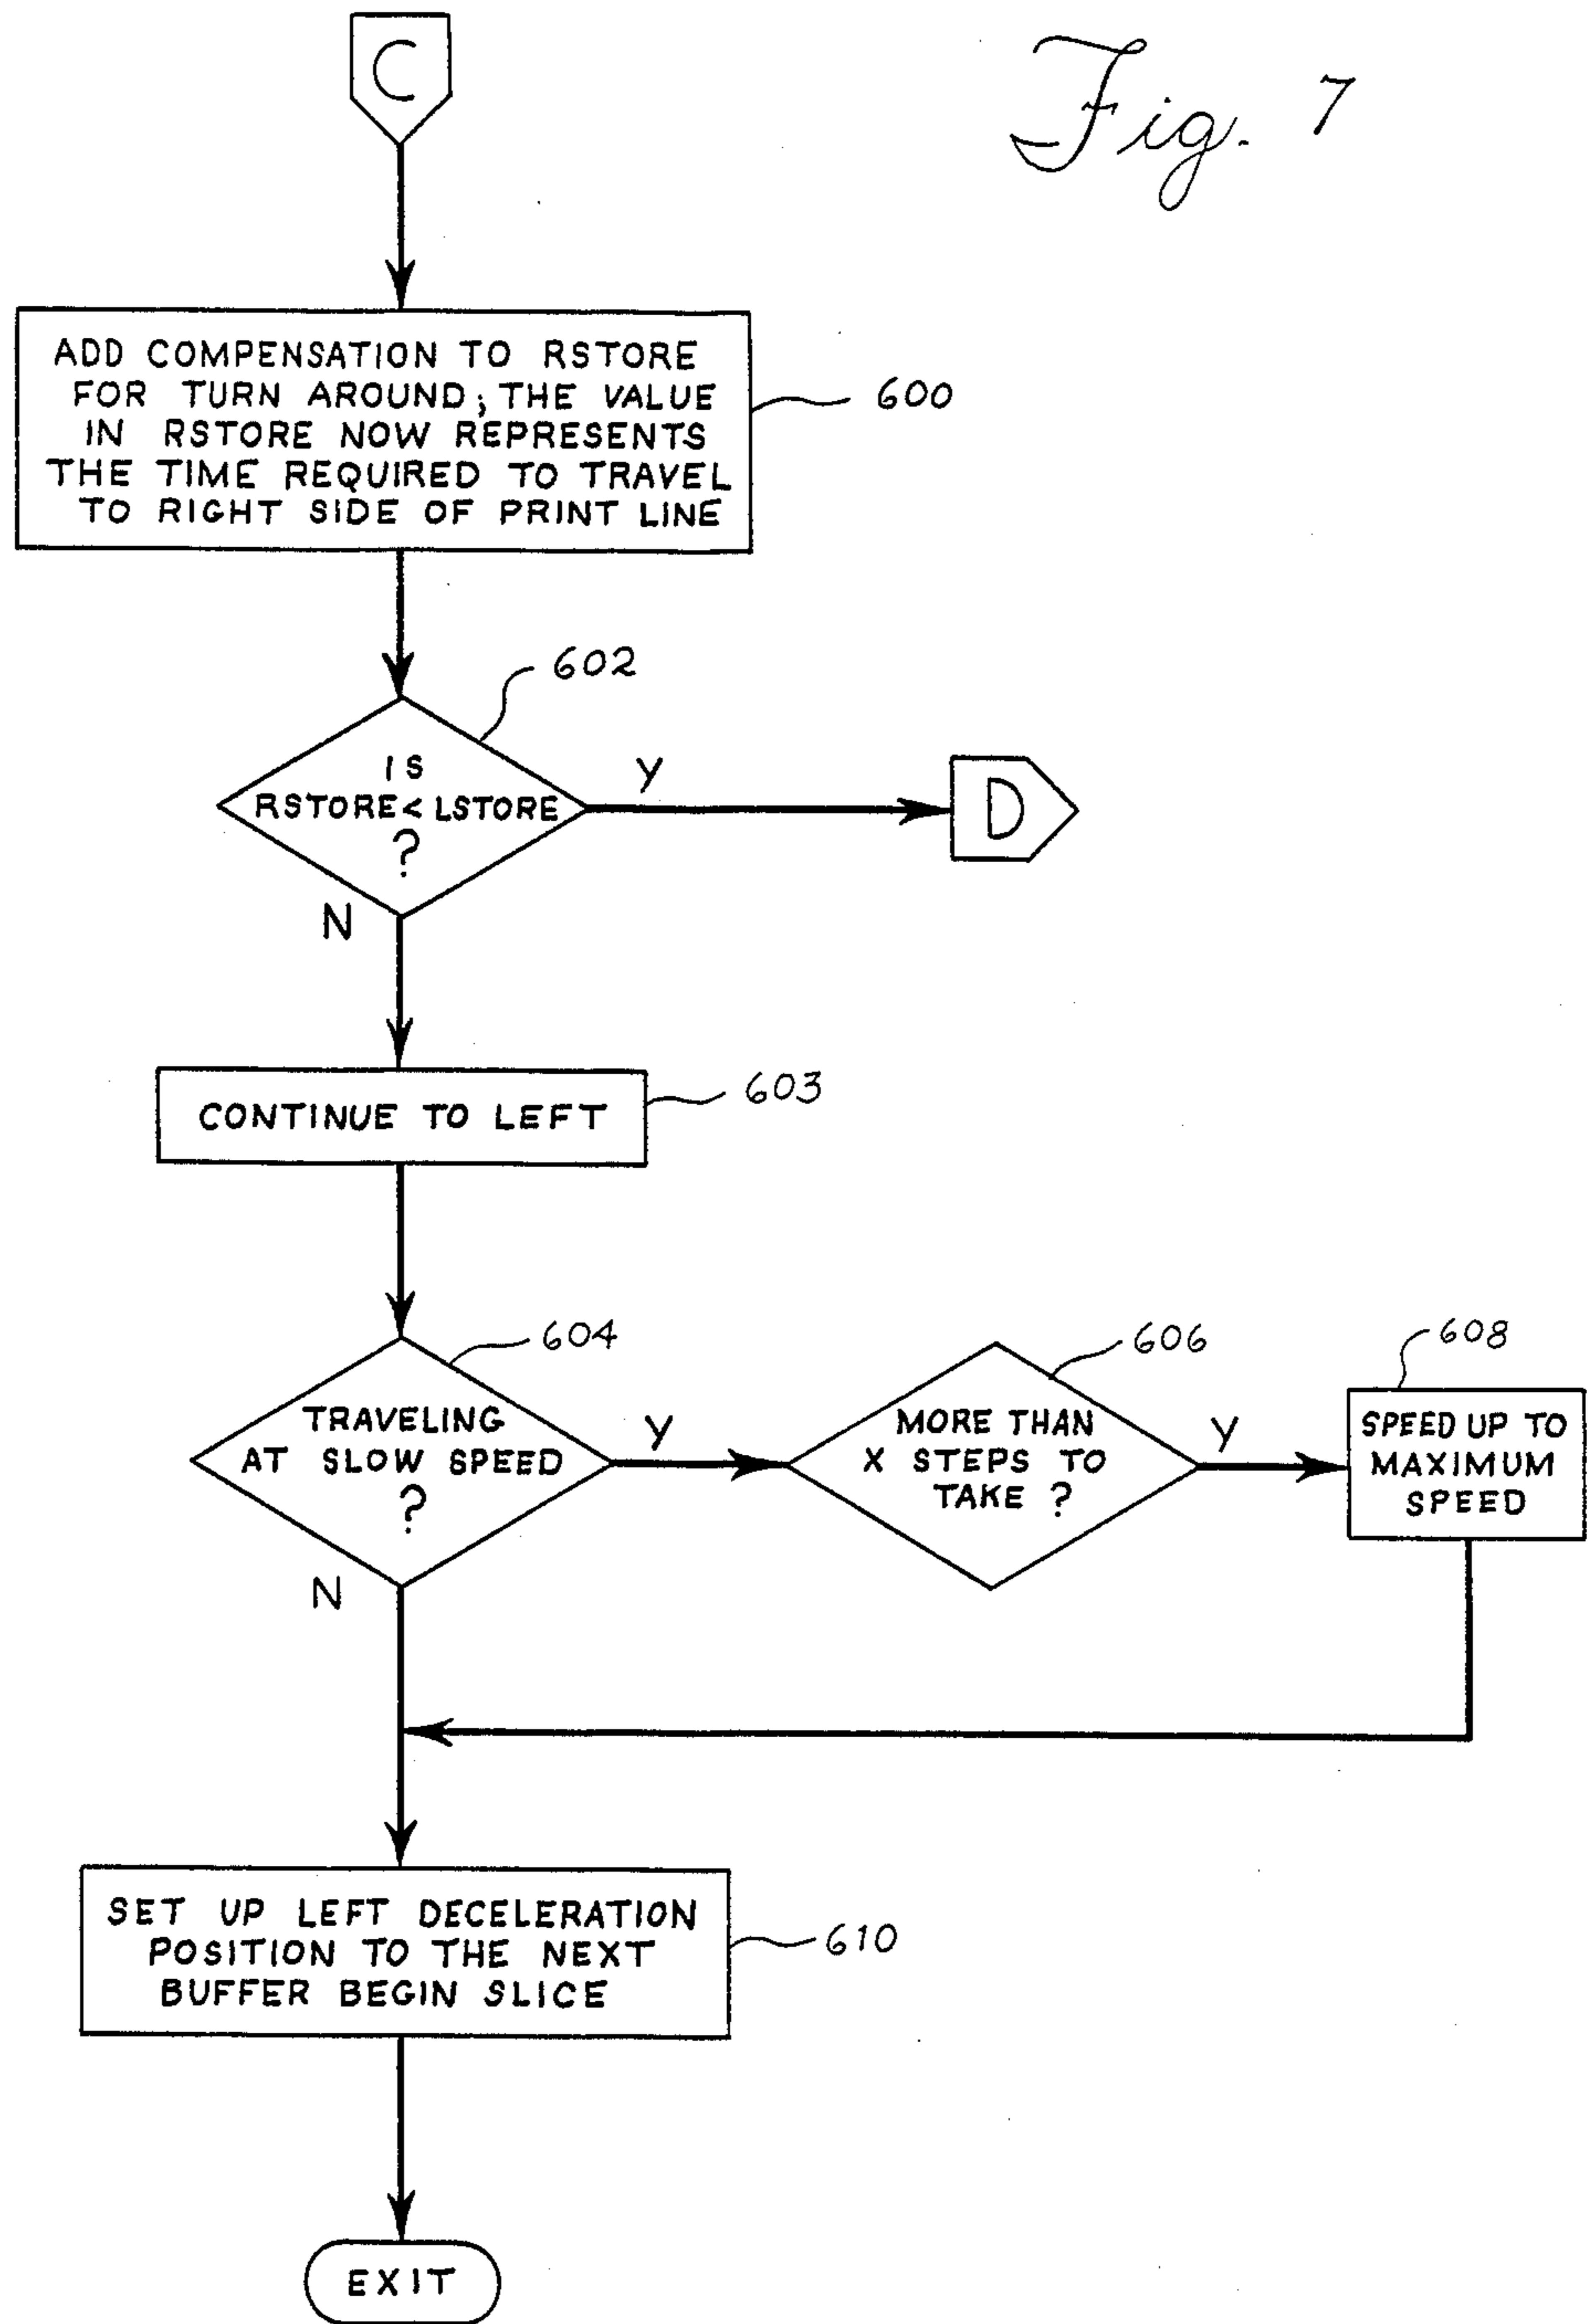 C
Fig. 7
ADD COMPENSATION TO RSTORE
FOR TURN AROUND; THE VALUE
IN RSTORE NOW REPRESENTS
THE TIME REQUIRED TO TRAVEL
TO RIGHT SIDE OF PRINT LINE
600
602
IS
RSTORE < LSTORE
?
Y
D
N
CONTINUE TO LEFT
603
604
TRAVELING
AT SLOW SPEED
?
Y
606
MORE THAN
X STEPS TO
TAKE ?
Y
608
SPEED UP TO
MAXIMUM
SPEED
N
SET UP LEFT DECELERATION
POSITION TO THE NEXT
BUFFER BEGIN SLICE
610
EXIT